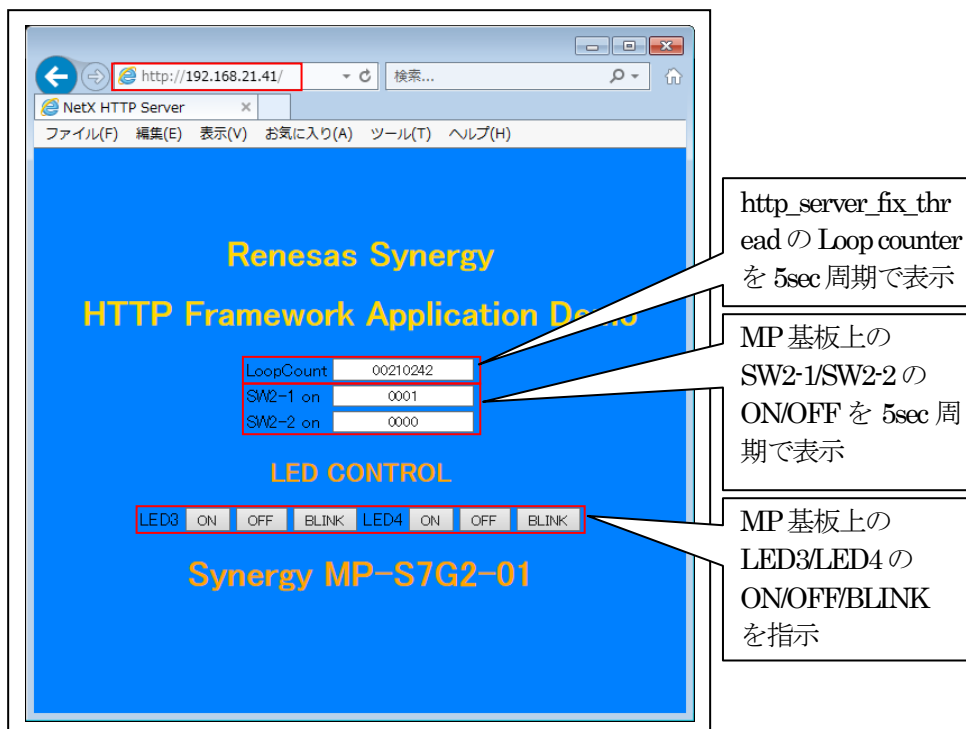 http://192.168.21.41/
検索...
NetX HTTP Server
ファイル(F) 編集(E) 表示(V) お気に入り(A) ツール(T) ヘルプ(H)
Renesas Synergy
HTTP Framework Application Demo
LoopCount 00210242
SW2-1 on 0001
SW2-2 on 0000
LED CONTROL
LED3 ON OFF BLINK LED4 ON OFF BLINK
Synergy MP-S7G2-01
http_server_fix_thr
ead の Loop counter
を 5sec 周期で表示
MP 基板上の
SW2-1/SW2-2 の
ON/OFF を 5sec 周
期で表示
MP 基板上の
LED3/LED4 の
ON/OFF/BLINK
を指示